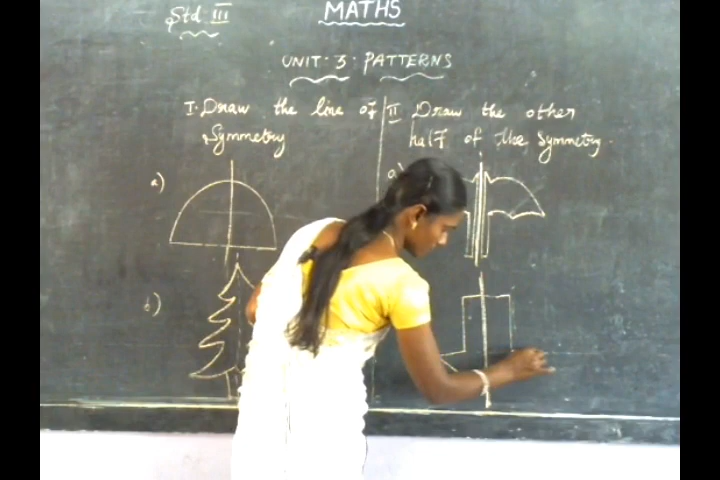 Std III
MATHS
UNIT: 3: PATTERNS
I. Draw the line of
Symmetry
a)
b)
II Draw the other
half of the Symmetry.
a)